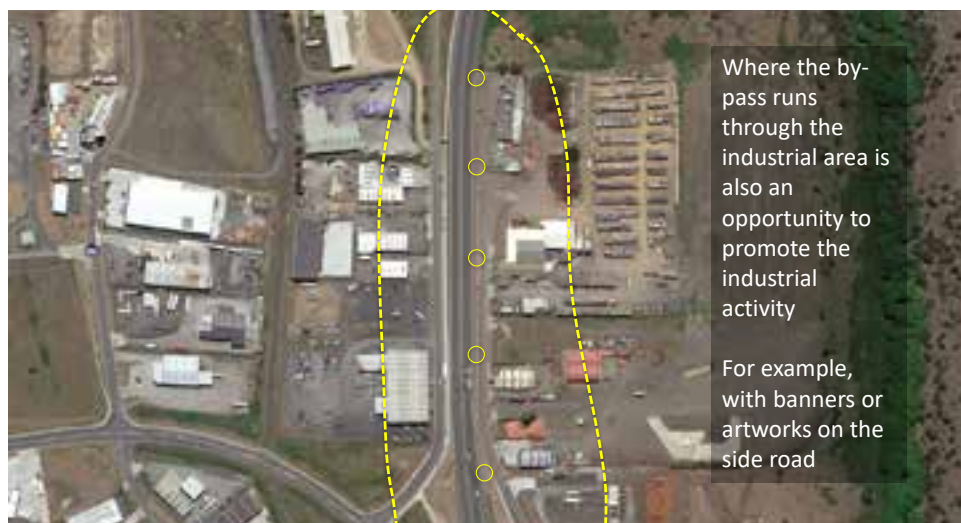 Where the by-
pass runs
through the
industrial area is
also an
opportunity to
promote the
industrial
activity
For example,
with banners or
artworks on the
side road